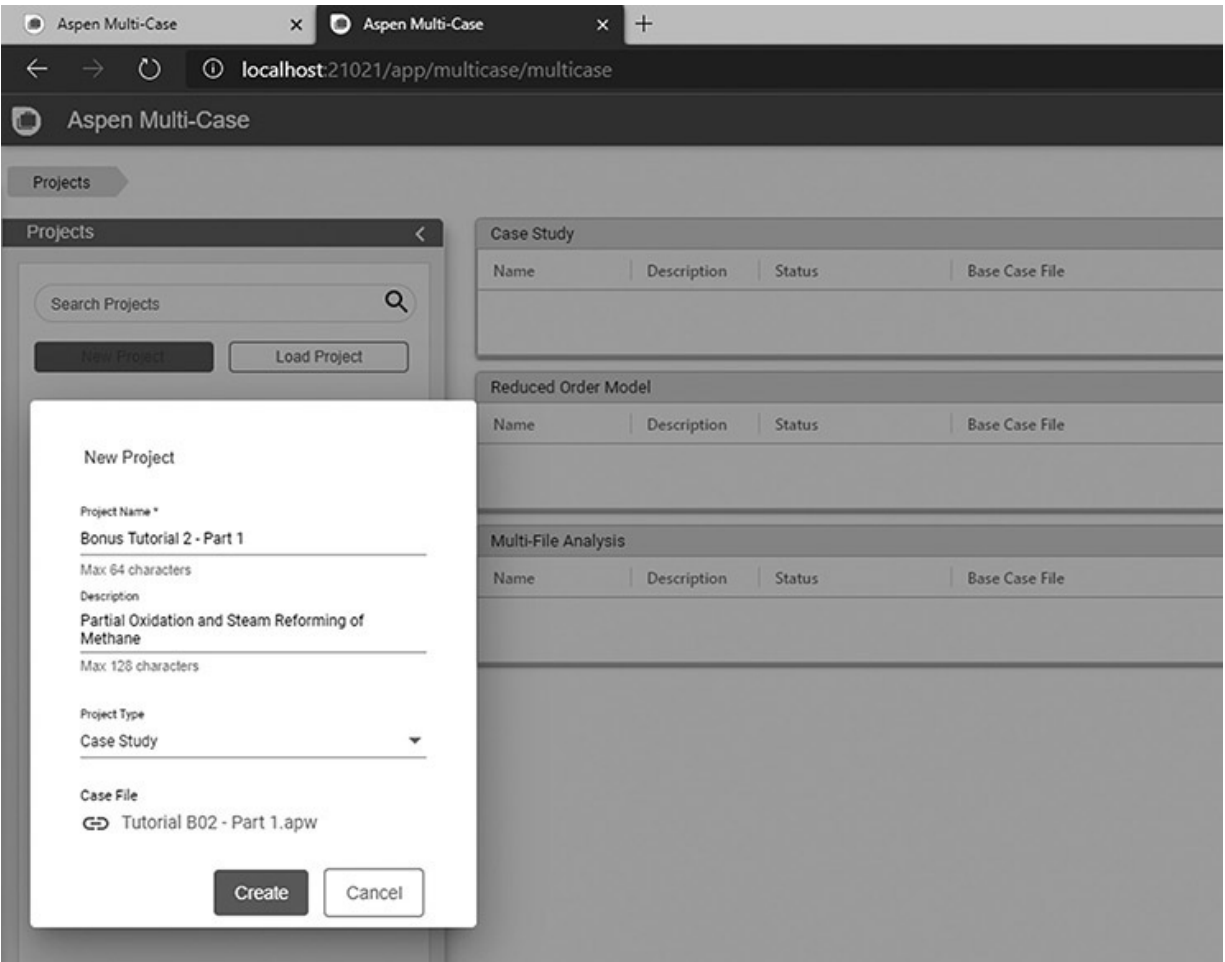 Aspen Multi-Case
Aspen Multi-Case
localhost:21021/app/multicase/multicase
Aspen Multi-Case
Projects
Projects
Search Projects
New Project
Load Project
Case Study
Name Description Status Base Case File
Reduced Order Model
Name Description Status Base Case File
Multi-File Analysis
Name Description Status Base Case File
New Project
Project Name *
Bonus Tutorial 2 - Part 1
Max 64 characters
Description
Partial Oxidation and Steam Reforming of
Methane
Max 128 characters
Project Type
Case Study
Case File
Tutorial B02 - Part 1.apw
Create
Cancel